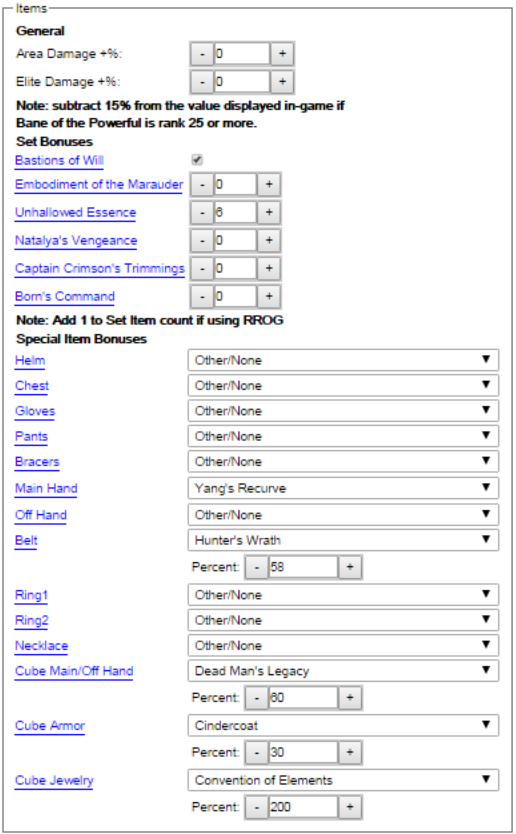 Items
General
Area Damage +%: - 0 +
Elite Damage +%: - 0 +
Note: subtract 15% from the value displayed in-game if
Bane of the Powerful is rank 25 or more.
Set Bonuses
Bastions of Will
Embodiment of the Marauder - 0 +
Unhallowed Essence - 6 +
Natalya's Vengeance - 0 +
Captain Crimson's Trimmings - 0 +
Born's Command - 0 +
Note: Add 1 to Set Item count if using RROG
Special Item Bonuses
Helm Other/None
Chest Other/None
Gloves Other/None
Pants Other/None
Bracers Other/None
Main Hand Yang's Recurve
Off Hand Other/None
Belt Hunter's Wrath
Percent: - 58 +
Ring1 Other/None
Ring2 Other/None
Necklace Other/None
Cube Main/Off Hand Dead Man's Legacy
Percent: - 60 +
Cube Armor Cindercoat
Percent: - 30 +
Cube Jewelry Convention of Elements
Percent: - 200 +